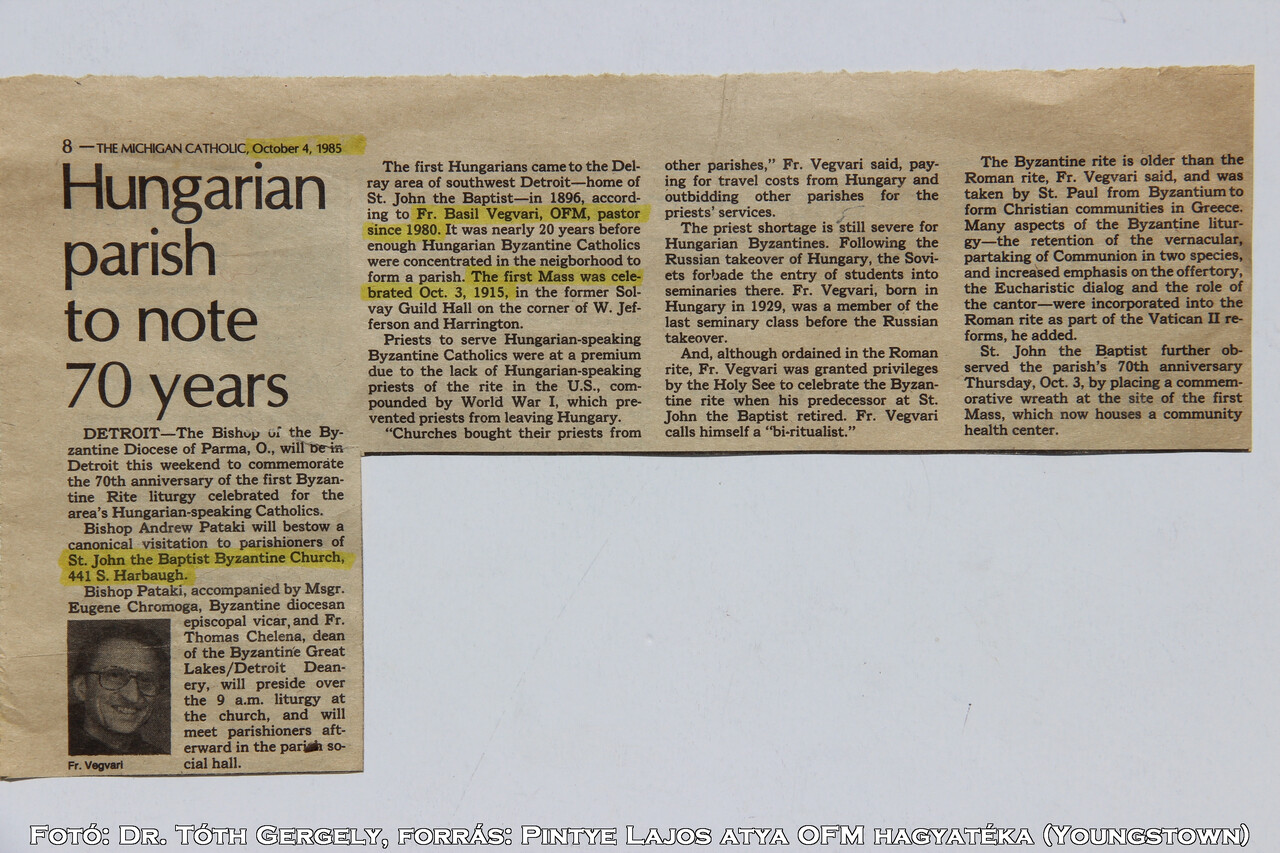 8 — THE MICHIGAN CATHOLIC, October 4, 1985
Hungarian
parish
to note
70 years
DETROIT—The Bishop of the By-
zantine Diocese of Parma, O., will be in
Detroit this weekend to commemorate
the 70th anniversary of the first Byzan-
tine Rite liturgy celebrated for the
area's Hungarian-speaking Catholics.
Bishop Andrew Pataki will bestow a
canonical visitation to parishioners of
St. John the Baptist Byzantine Church,
441 S. Harbaugh.
Bishop Pataki, accompanied by Msgr.
Eugene Chromoga, Byzantine diocesan
episcopal vicar, and Fr.
Thomas Chelena, dean
of the Byzantine Great
Lakes/Detroit Dean-
ery, will preside over
the 9 a.m. liturgy at
the church, and will
meet parishioners aft-
erward in the parish so-
cial hall.
Fr. Vegvari
The first Hungarians came to the Del-
ray area of southwest Detroit—home of
St. John the Baptist—in 1896, accord-
ing to Fr. Basil Vegvari, OFM, pastor
since 1980. It was nearly 20 years before
enough Hungarian Byzantine Catholics
were concentrated in the neigborhood to
form a parish. The first Mass was cele-
brated Oct. 3, 1915, in the former Sol-
vay Guild Hall on the corner of W. Jef-
ferson and Harrington.
Priests to serve Hungarian-speaking
Byzantine Catholics were at a premium
due to the lack of Hungarian-speaking
priests of the rite in the U.S., com-
pounded by World War I, which pre-
vented priests from leaving Hungary.
"Churches bought their priests from
other parishes," Fr. Vegvari said, pay-
ing for travel costs from Hungary and
outbidding other parishes for the
priests' services.
The priest shortage is still severe for
Hungarian Byzantines. Following the
Russian takeover of Hungary, the Sovi-
ets forbade the entry of students into
seminaries there. Fr. Vegvari, born in
Hungary in 1929, was a member of the
last seminary class before the Russian
takeover.
And, although ordained in the Roman
rite, Fr. Vegvari was granted privileges
by the Holy See to celebrate the Byzan-
tine rite when his predecessor at St.
John the Baptist retired. Fr. Vegvari
calls himself a "bi-ritualist."
The Byzantine rite is older than the
Roman rite, Fr. Vegvari said, and was
taken by St. Paul from Byzantium to
form Christian communities in Greece.
Many aspects of the Byzantine litur-
gy—the retention of the vernacular,
partaking of Communion in two species,
and increased emphasis on the offertory,
the Eucharistic dialog and the role of
the cantor—were incorporated into the
Roman rite as part of the Vatican II re-
forms, he added.
St. John the Baptist further ob-
served the parish's 70th anniversary
Thursday, Oct. 3, by placing a commem-
orative wreath at the site of the first
Mass, which now houses a community
health center.
Fotó: Dr. Tóth Gergely, forrás: Pintye Lajos atya OFM hagyatéka (Youngstown)